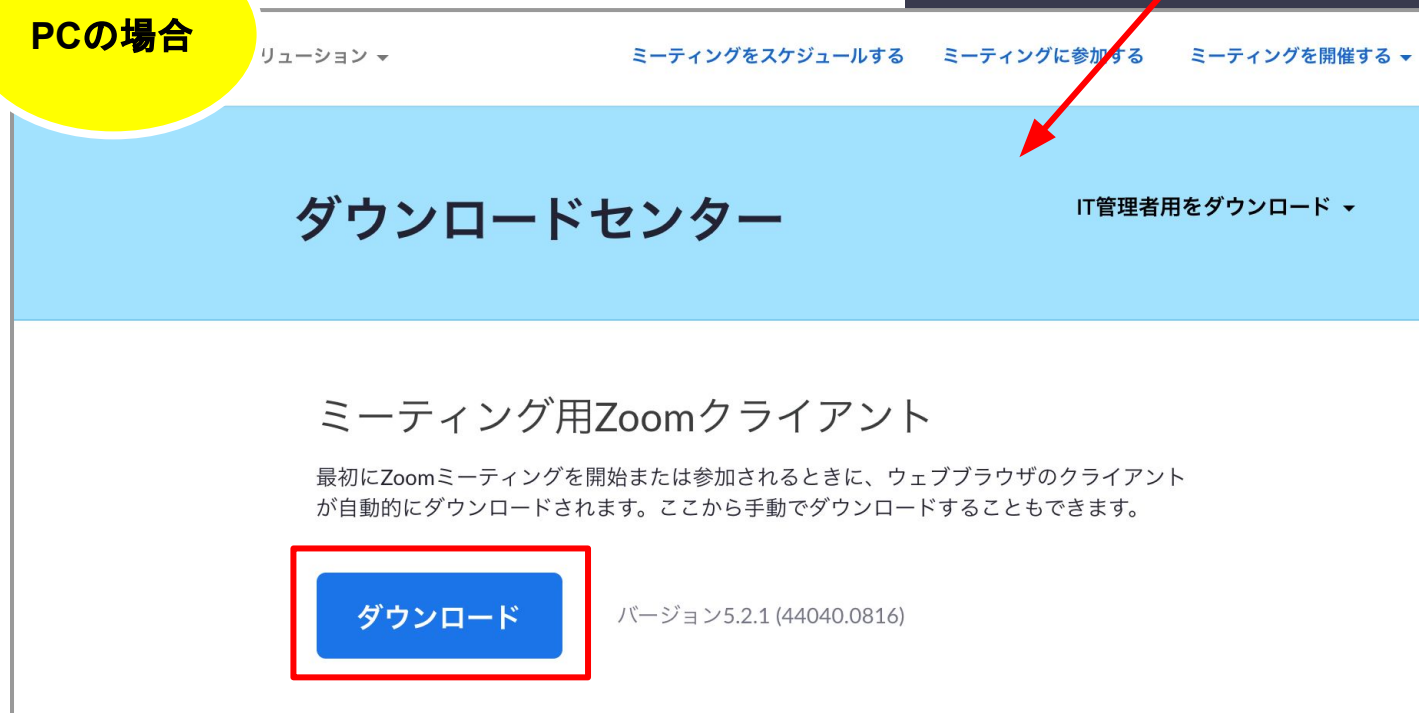 PCの場合
リューション
ミーティングをスケジュールする ミーティングに参加する ミーティングを開催する
ダウンロードセンター
IT管理者用をダウンロード
ミーティング用Zoomクライアント
最初にZoomミーティングを開始または参加されるときに、ウェブブラウザのクライアント
が自動的にダウンロードされます。ここから手動でダウンロードすることもできます。
ダウンロード
バージョン5.2.1 (44040.0816)